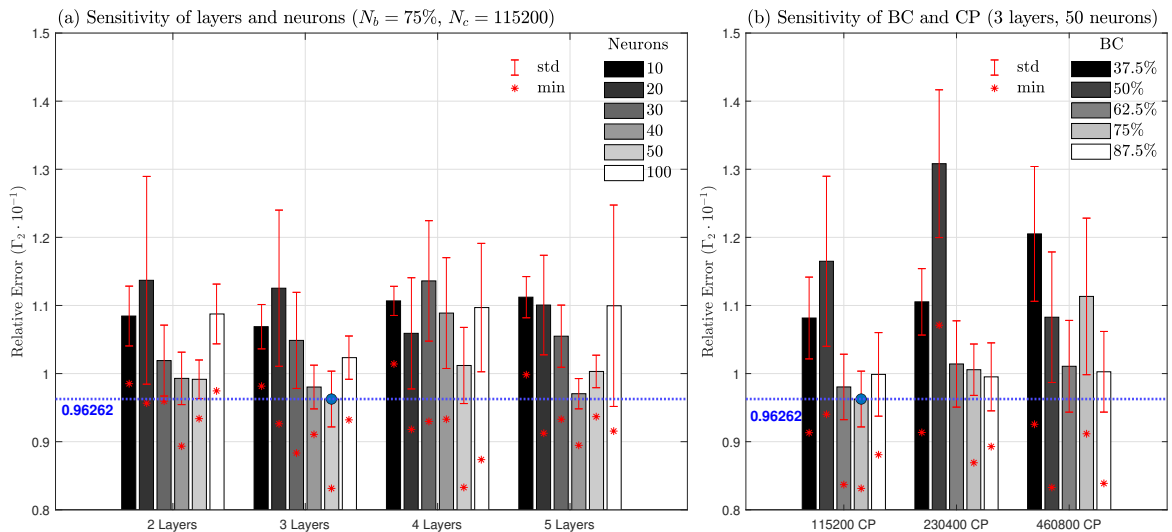 (a) Sensitivity of layers and neurons (N_b = 75%, N_c = 115200)
1.5
1.4
1.3
1.2
1.1
1
0.9
0.8
Relative Error (Γ₂ · 10⁻¹)
Neurons
10
20
30
40
50
100
std
min
0.96262
2 Layers
3 Layers
4 Layers
5 Layers
(b) Sensitivity of BC and CP (3 layers, 50 neurons)
1.5
1.4
1.3
1.2
1.1
1
0.9
0.8
Relative Error (Γ₂ · 10⁻¹)
BC
37.5%
50%
62.5%
75%
87.5%
std
min
0.96262
115200 CP
230400 CP
460800 CP